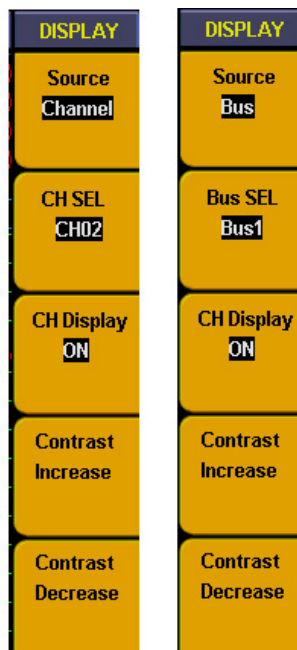 DISPLAY
Source
Channel
CH SEL
CH02
CH Display
ON
Contrast
Increase
Contrast
Decrease
DISPLAY
Source
Bus
Bus SEL
Bus1
CH Display
ON
Contrast
Increase
Contrast
Decrease